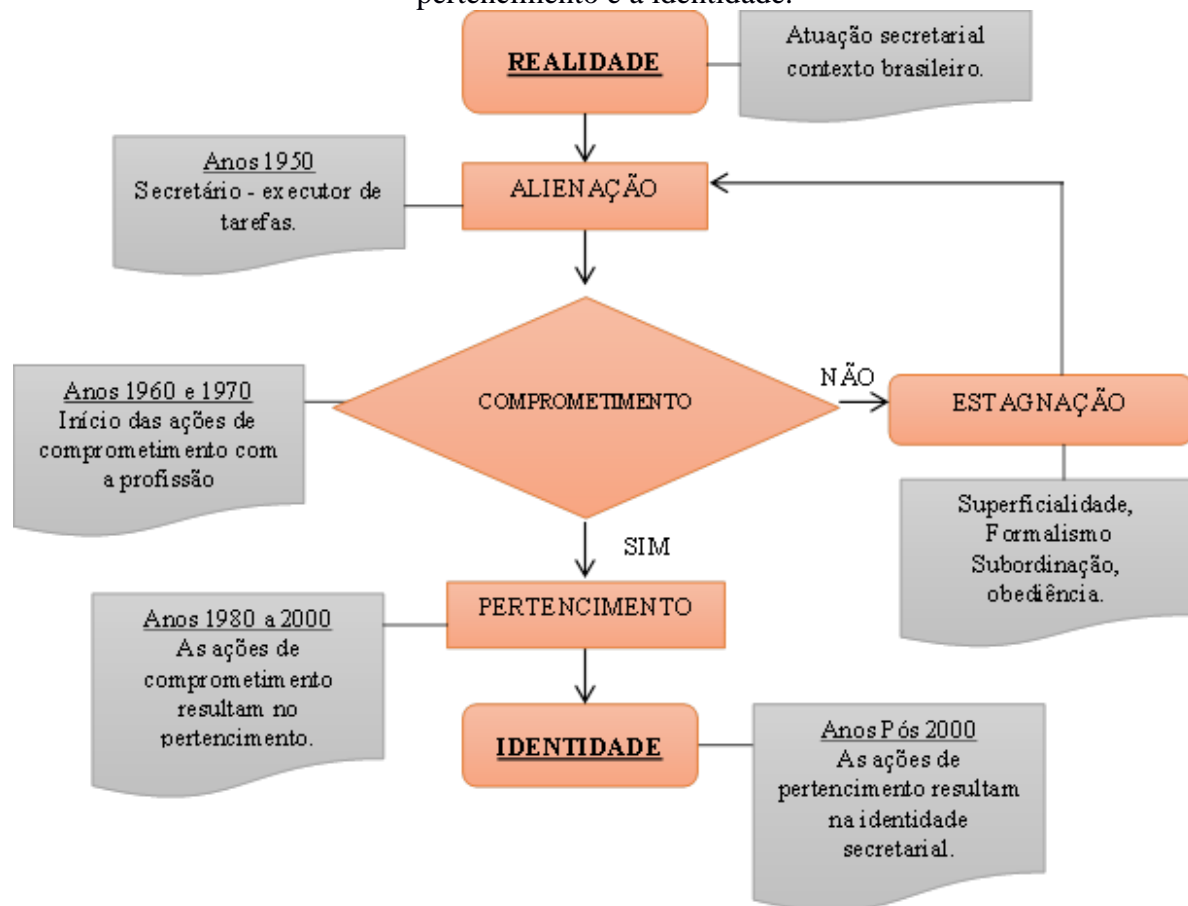 pertencimento e a identidade.
REALIDADE
Atuação secretarial
contexto brasileiro.
Anos 1950
Secretário - executor de
tarefas.
ALIENAÇÃO
Anos 1960 e 1970
Início das ações de
comprometimento com
a profissão
COMPROMETIMENTO
NÃO
ESTAGNAÇÃO
Superficialidade,
Formalismo
Subordinação,
obediência.
SIM
PERTENCIMENTO
Anos 1980 a 2000
As ações de
comprometimento
resultam no
pertencimento.
IDENTIDADE
Anos Pós 2000
As ações de
pertencimento resultam
na identidade
secretarial.